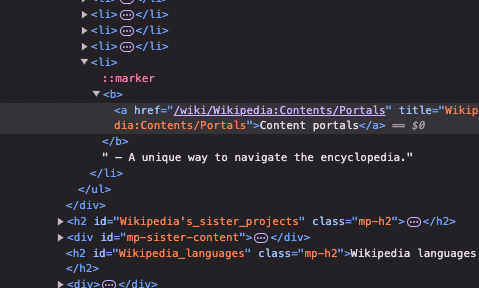 ▶ <li>…</li>
▶ <li>…</li>
▶ <li>…</li>
▶ <li>…</li>
▼ <li>
::marker
▼ <b>
<a href="/wiki/Wikipedia:Contents/Portals" title="Wikip
dia:Contents/Portals">Content portals</a> == $0
</b>
" – A unique way to navigate the encyclopedia."
</li>
</ul>
</div>
▶ <h2 id="Wikipedia's_sister_projects" class="mp-h2">…</h2>
▶ <div id="mp-sister-content">…</div>
<h2 id="Wikipedia_languages" class="mp-h2">Wikipedia languages
</h2>
▶ <div>…</div>